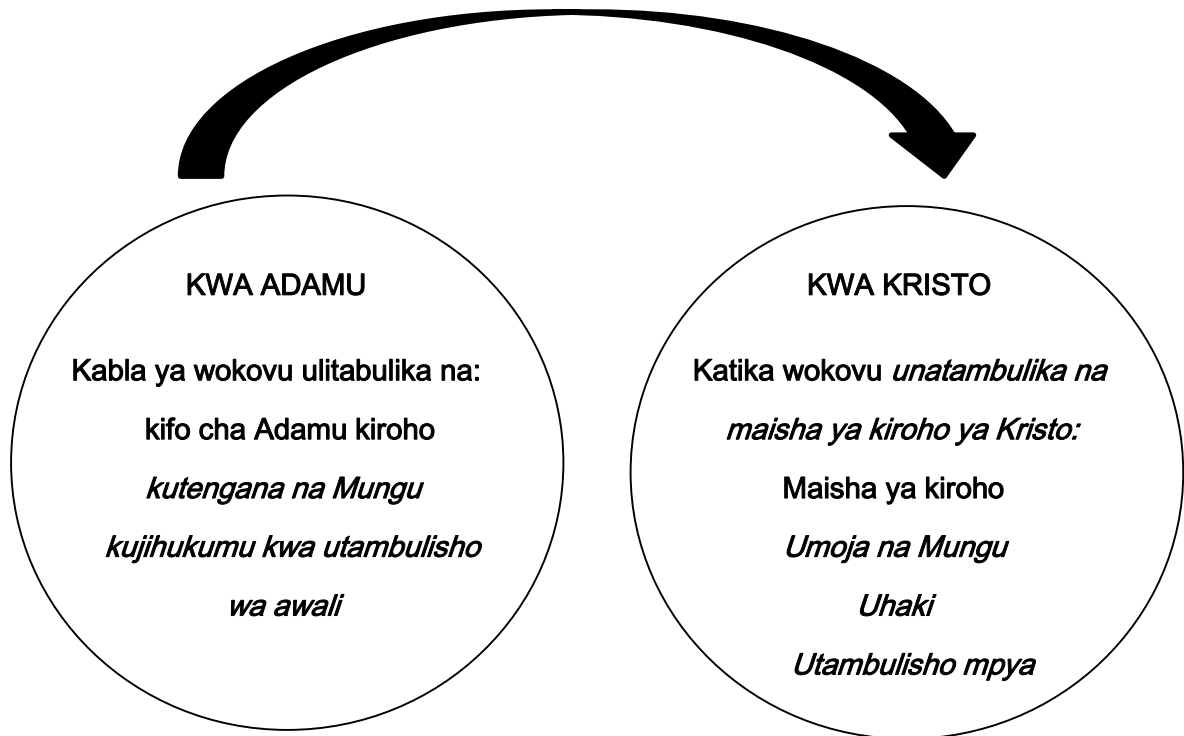 KWA ADAMU
Kabla ya wokovu ulitabulika na:
kifo cha Adamu kiroho
kutengana na Mungu
kujihukumu kwa utambulisho
wa awali
KWA KRISTO
Katika wokovu unatambulika na
maisha ya kiroho ya Kristo:
Maisha ya kiroho
Umoja na Mungu
Uhaki
Utambulisho mpya